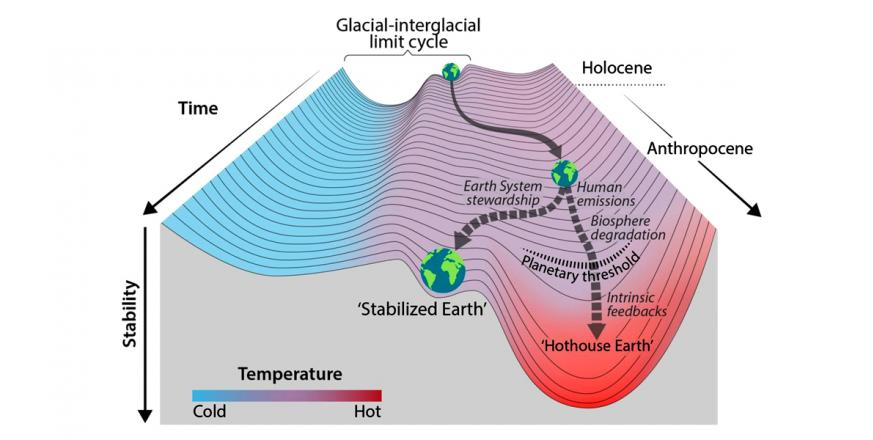 Glacial-interglacial
limit cycle
Holocene
Time
Anthropocene
Earth System
stewardship
Human
emissions
Biosphere
degradation
Planetary threshold
Stability
'Stabilized Earth'
Intrinsic
feedbacks
'Hothouse Earth'
Temperature
Cold Hot